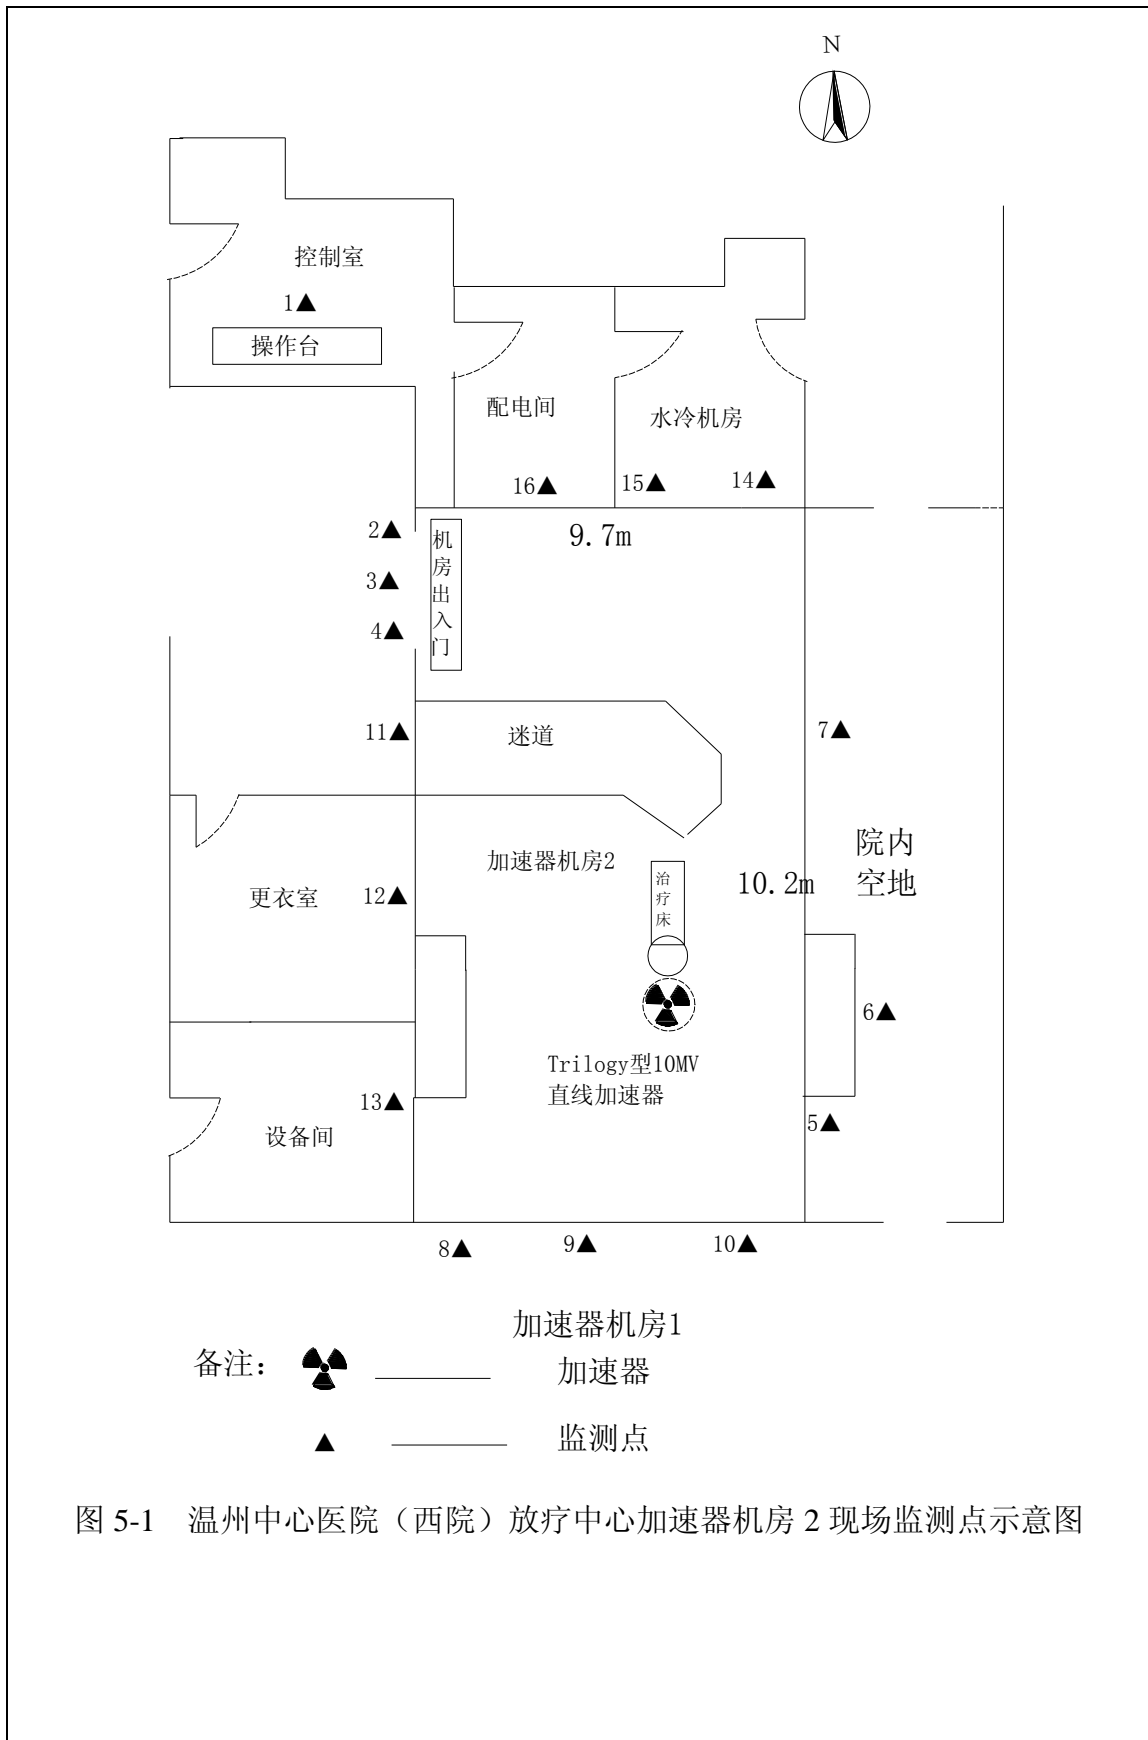 N
控制室
1▲
操作台
配电间
水冷机房
16▲
15▲
14▲
2▲
3▲
4▲
机房出入门
9.7m
11▲
迷道
7▲
加速器机房2
治疗床
10.2m
院内
空地
更衣室
12▲
6▲
Trilogy型10MV
直线加速器
13▲
5▲
设备间
8▲
9▲
10▲
加速器机房1
备注：
加速器
▲ 监测点
图 5-1 温州中心医院（西院）放疗中心加速器机房 2 现场监测点示意图